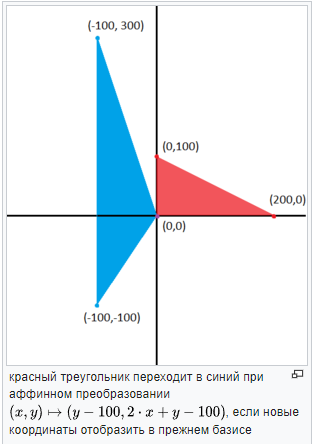 (-100, 300)
(0,100)
(200,0)
(0,0)
(-100,-100)
красный треугольник переходит в синий при
аффинном преобразовании
(x, y) ↦ (y − 100, 2 · x + y − 100), если новые
координаты отобразить в прежнем базисе